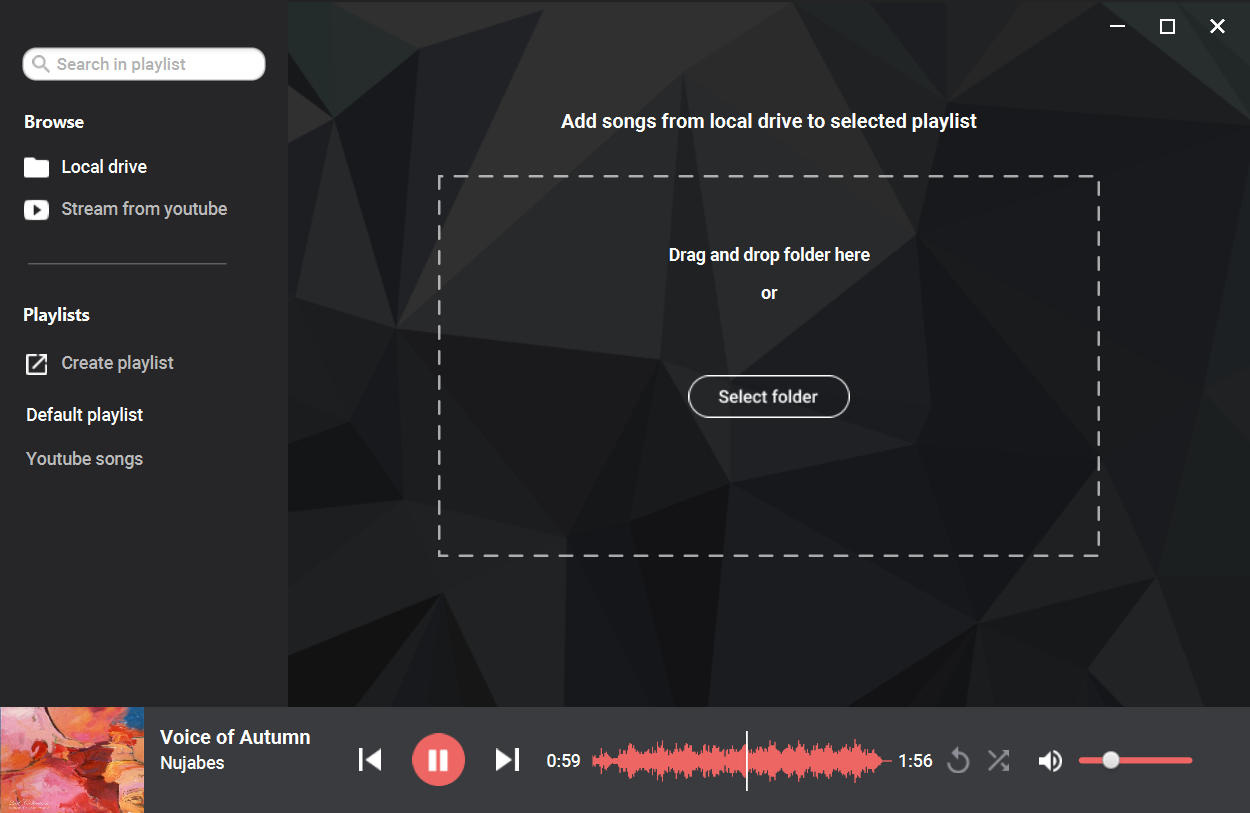 Search in playlist
Browse
Local drive
Stream from youtube
Playlists
Create playlist
Default playlist
Youtube songs
Add songs from local drive to selected playlist
Drag and drop folder here
or
Select folder
Voice of Autumn
Nujabes
0:59
1:56